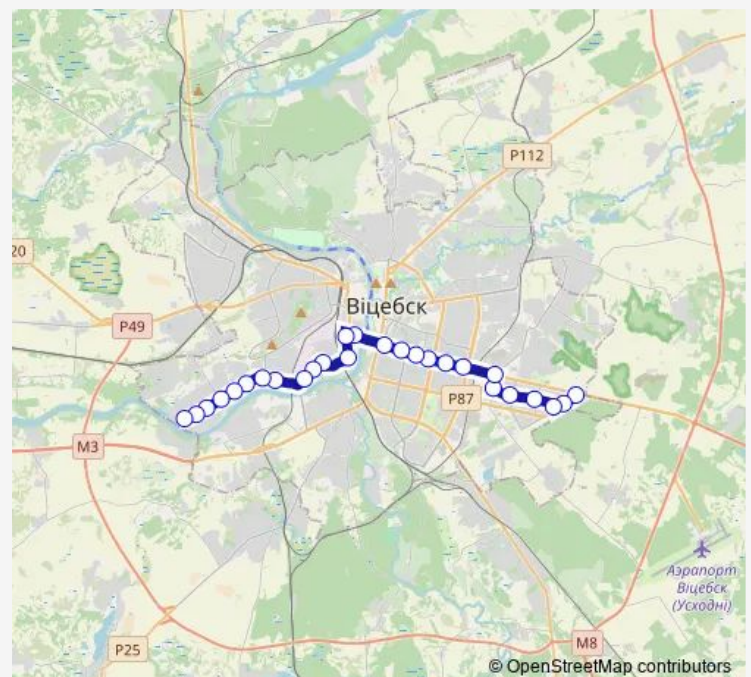 P112
20
Віцебск
P49
P87
M3
Аэрапорт
Віцебск
(Усходні)
P25
M8
© OpenStreetMap contributors